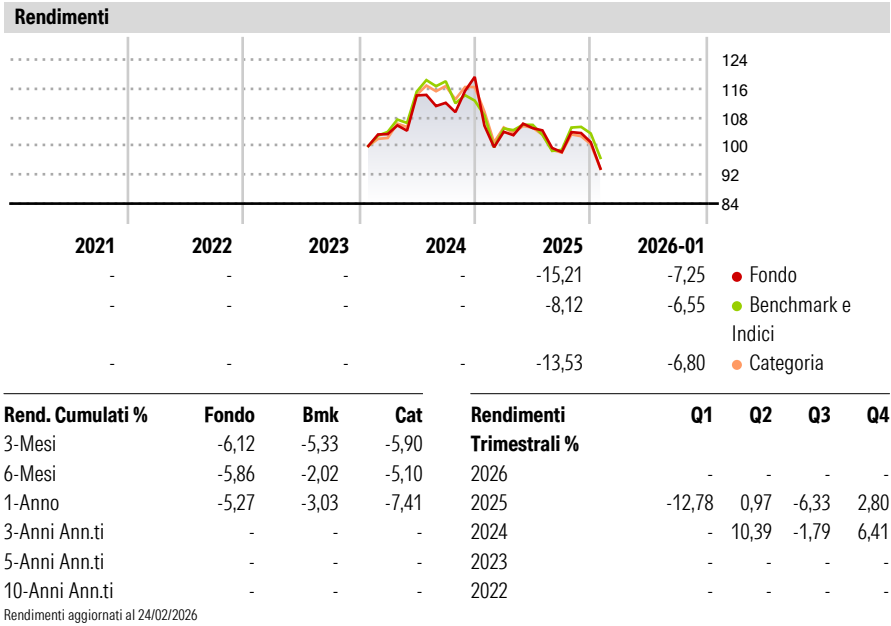 Rendimenti
124
116
108
100
92
84
2021 2022 2023 2024 2025 2026-01
- - - - -15,21 -7,25 Fondo
- - - - -8,12 -6,55 Benchmark e
Indici
- - - - -13,53 -6,80 Categoria
Rend. Cumulati % Fondo Bmk Cat
3-Mesi -6,12 -5,33 -5,90
6-Mesi -5,86 -2,02 -5,10
1-Anno -5,27 -3,03 -7,41
3-Anni Ann.ti - - -
5-Anni Ann.ti - - -
10-Anni Ann.ti - - -
Rendimenti Q1 Q2 Q3 Q4
Trimestrali %
2026 - - - -
2025 -12,78 0,97 -6,33 2,80
2024 - 10,39 -1,79 6,41
2023 - - - -
2022 - - - -
Rendimenti aggiornati al 24/02/2026